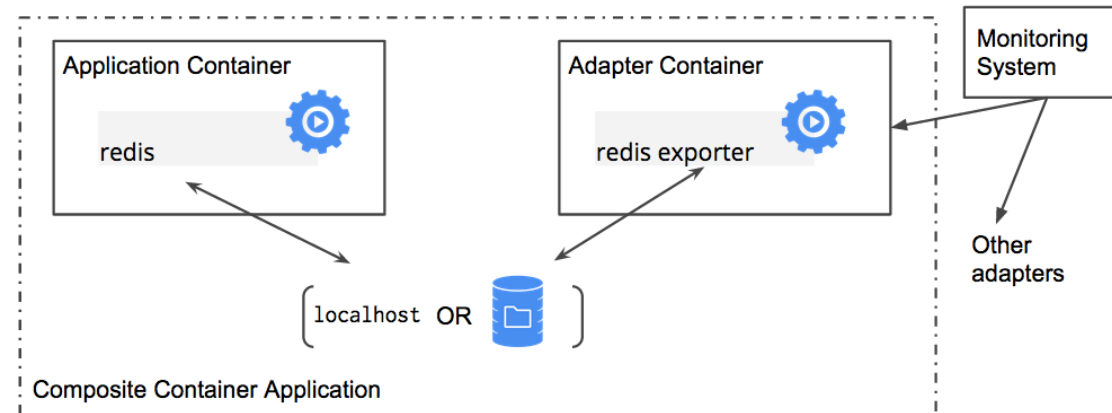 Application Container
redis
Adapter Container
redis exporter
Monitoring
System
Other
adapters
localhost OR
Composite Container Application